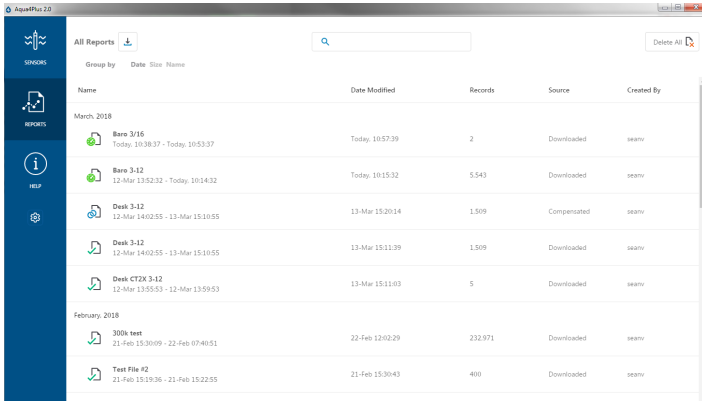 Aqua4Plus 2.0
SENSORS
REPORTS
i
HELP
All Reports
Delete All
Group by Date Size Name
Name Date Modified Records Source Created By
March, 2018
Baro 3/16
Today, 10:38:37 - Today, 10:53:37 Today, 10:57:39 2 Downloaded seanv
Baro 3-12
12-Mar 13:52:32 - Today, 10:14:32 Today, 10:15:32 5,543 Downloaded seanv
Desk 3-12
12-Mar 14:02:55 - 13-Mar 15:10:55 13-Mar 15:20:14 1,509 Compensated seanv
Desk 3-12
12-Mar 14:02:55 - 13-Mar 15:10:55 13-Mar 15:11:39 1,509 Downloaded seanv
Desk CT2X 3-12
12-Mar 13:55:53 - 12-Mar 13:59:53 13-Mar 15:11:03 5 Downloaded seanv
February, 2018
300k test
21-Feb 15:30:09 - 22-Feb 07:40:51 22-Feb 12:02:29 232,971 Downloaded seanv
Test File #2
21-Feb 15:19:36 - 21-Feb 15:22:55 21-Feb 15:30:43 400 Downloaded seanv